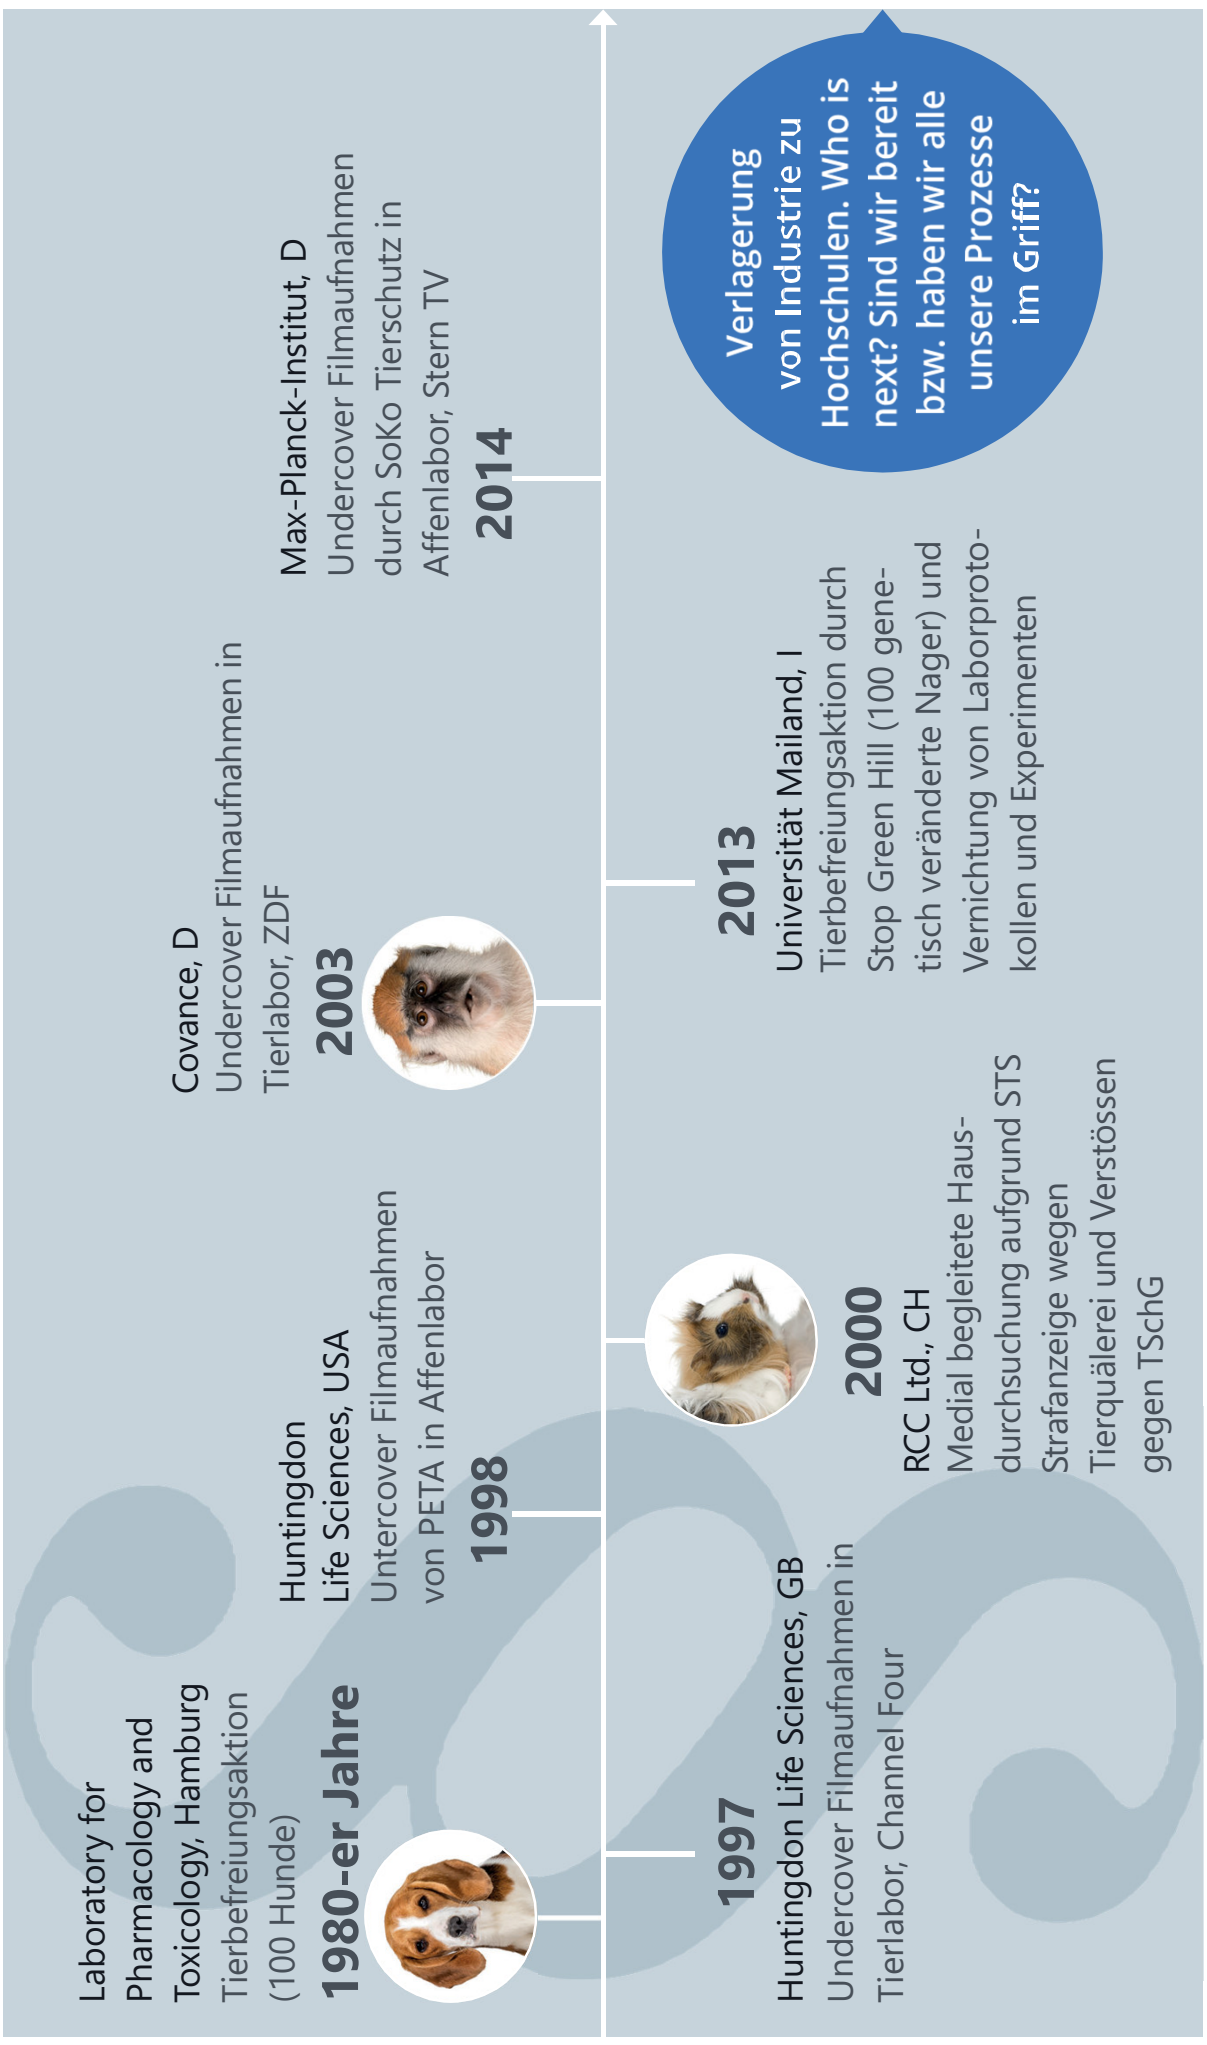 Laboratory for
Pharmacology and
Toxicology, Hamburg
Tierbefreiungsaktion
(100 Hunde)
1980-er Jahre
1997
Huntingdon Life Sciences, GB
Undercover Filmaufnahmen in
Tierlabor, Channel Four
Huntingdon
Life Sciences, USA
Untercover Filmaufnahmen
von PETA in Affenlabor
1998
2000
RCC Ltd., CH
Medial begleitete Haus-
durchsuchung aufgrund STS
Strafanzeige wegen
Tierquälerei und Verstössen
gegen TSchG
Covance, D
Undercover Filmaufnahmen in
Tierlabor, ZDF
2003
2013
Universität Mailand, I
Tierbefreiungsaktion durch
Stop Green Hill (100 gene-
tisch veränderte Nager) und
Vernichtung von Laborproto-
kollen und Experimenten
Max-Planck-Institut, D
Undercover Filmaufnahmen
durch SoKo Tierschutz in
Affenlabor, Stern TV
2014
Verlagerung
von Industrie zu
Hochschulen. Who is
next? Sind wir bereit
bzw. haben wir alle
unsere Prozesse
im Griff?